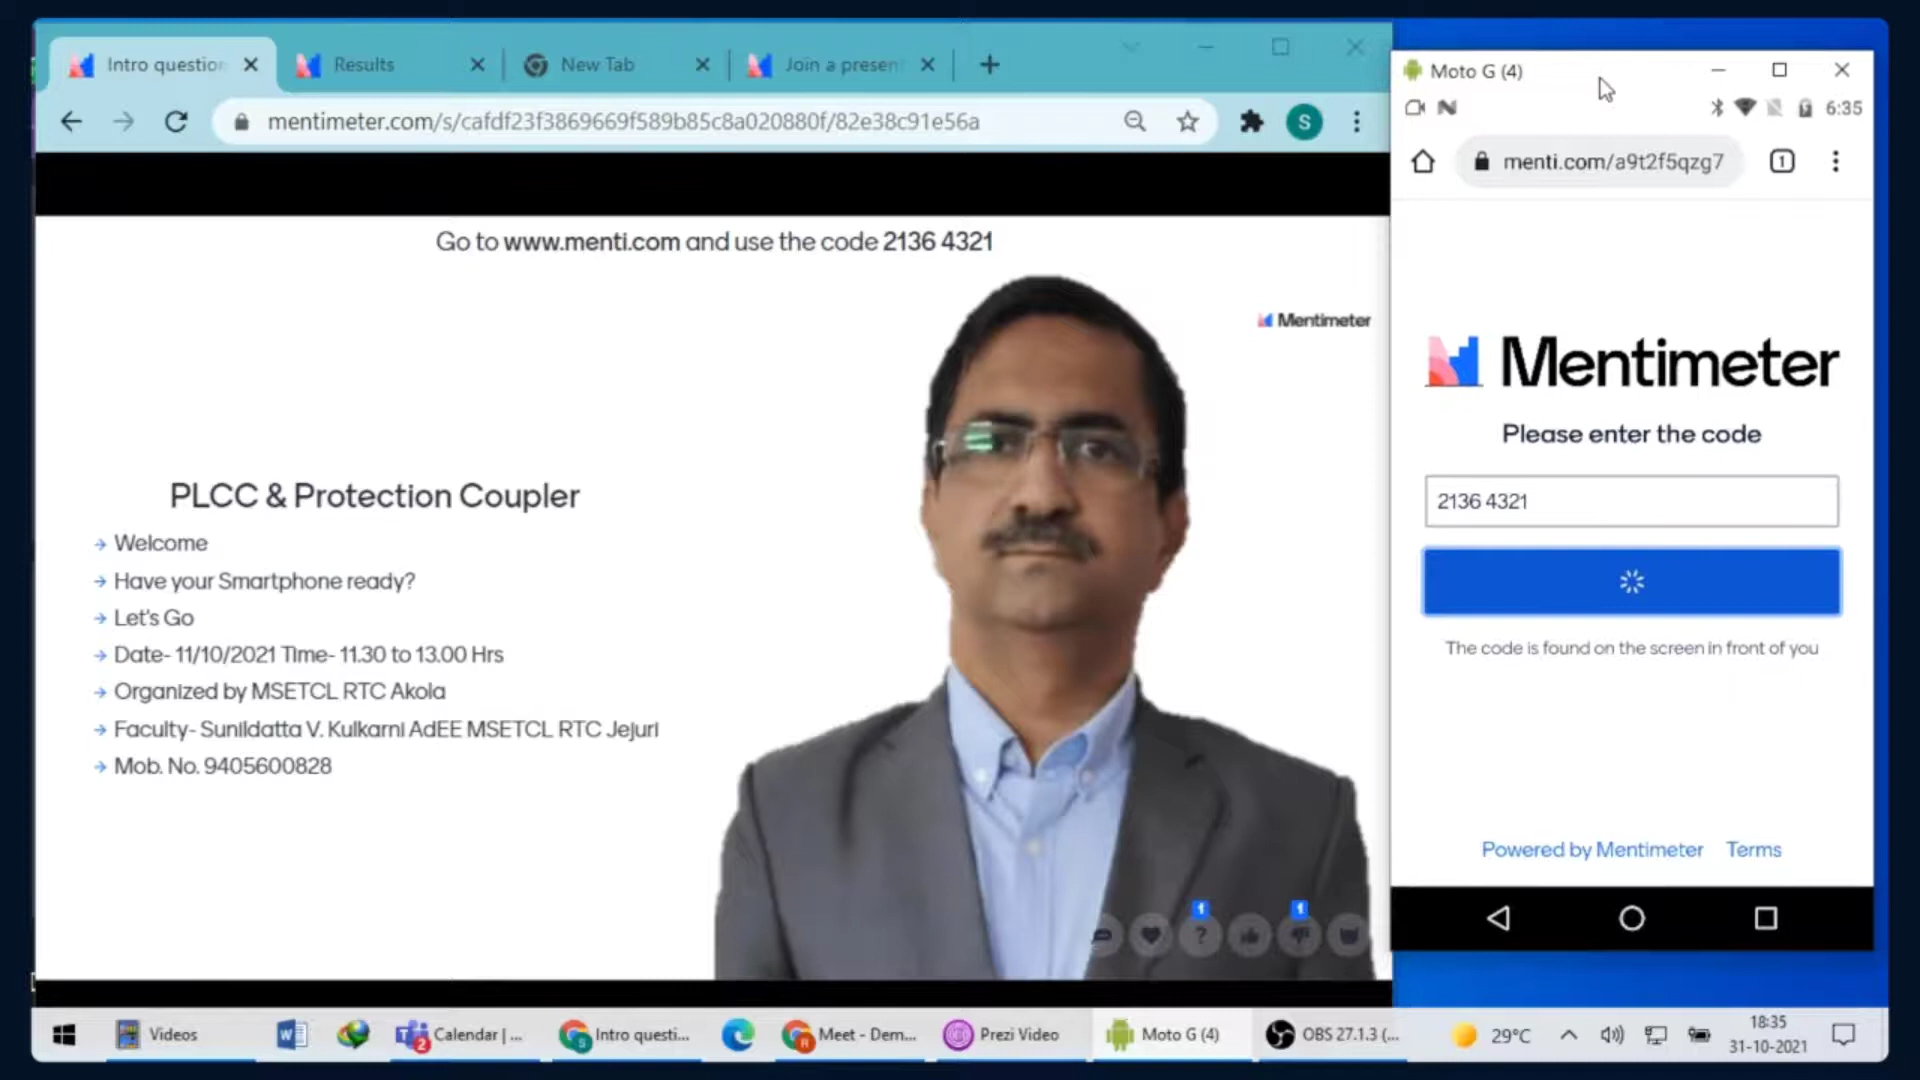 Intro question
Results
New Tab
Join a present
Moto G (4)
6:35
mentimeter.com/s/cafdf23f3869669f589b85c8a020880f/82e38c91e56a
S
menti.com/a9t2f5qzg7
1
Go to www.menti.com and use the code 2136 4321
Mentimeter
Mentimeter
Please enter the code
2136 4321
The code is found on the screen in front of you
Powered by Mentimeter Terms
PLCC & Protection Coupler
Welcome
Have your Smartphone ready?
Let's Go
Date- 11/10/2021 Time- 11.30 to 13.00 Hrs
Organized by MSETCL RTC Akola
Faculty- Sunildatta V. Kulkarni AdEE MSETCL RTC Jejuri
Mob. No. 9405600828
1
1
?
Videos
Calendar | ...
2
Intro questi...
Meet - Dem...
Prezi Video
Moto G (4)
OBS 27.1.3 (...
29°C
18:35
31-10-2021